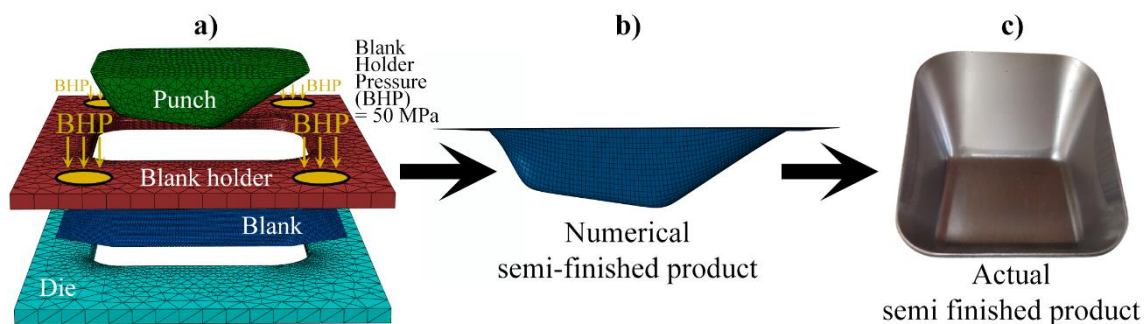 a)
b)
c)
Punch
BHP
BHP
BHP
BHP
Blank
Holder
Pressure
(BHP)
= 50 MPa
Blank holder
Blank
Die
Numerical
semi-finished product
Actual
semi finished product